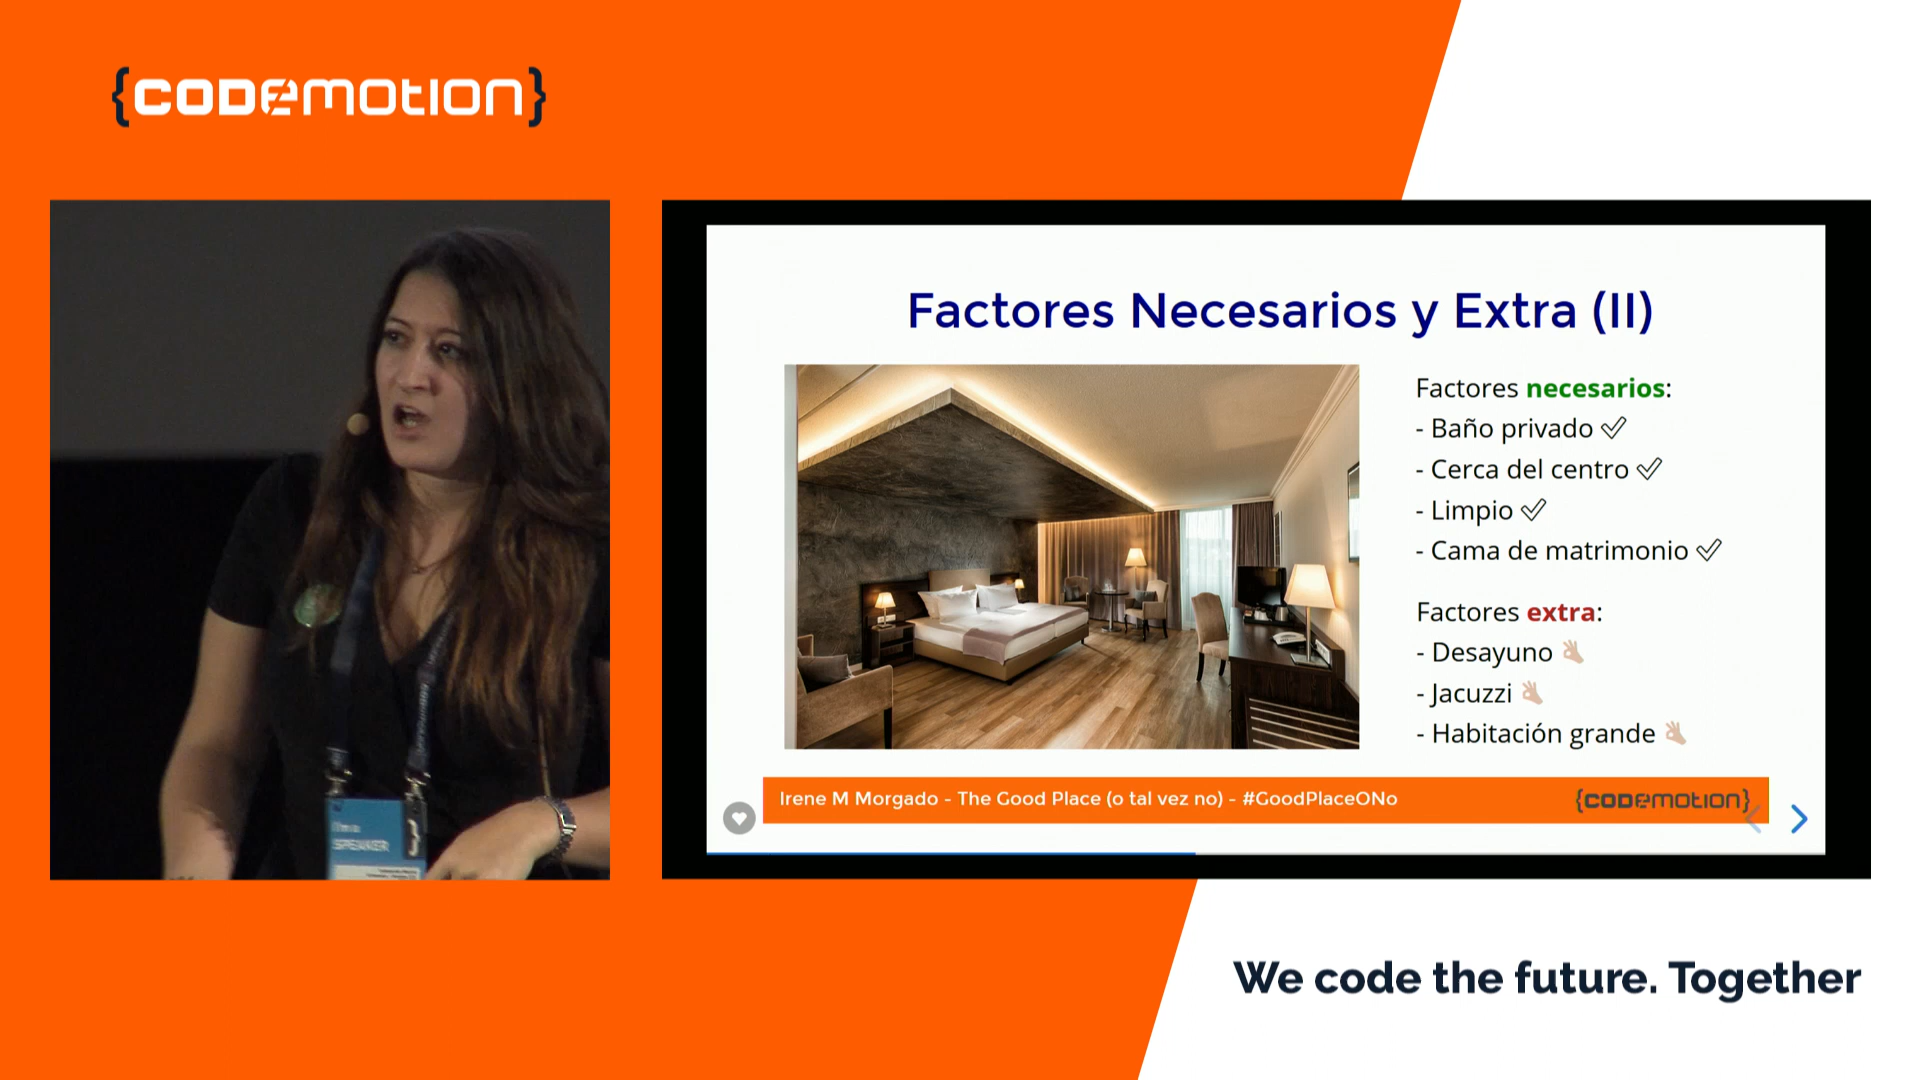 {CODEMOTION}
Factores Necesarios y Extra (II)
Factores necesarios:
- Baño privado ✓
- Cerca del centro ✓
- Limpio ✓
- Cama de matrimonio ✓
Factores extra:
- Desayuno 👌🏻
- Jacuzzi 👌🏻
- Habitación grande 👌🏻
Irene M Morgado - The Good Place (o tal vez no) - #GoodPlaceONo
{CODEMOTION}
I'm a
SPEAKER
We code the future. Together